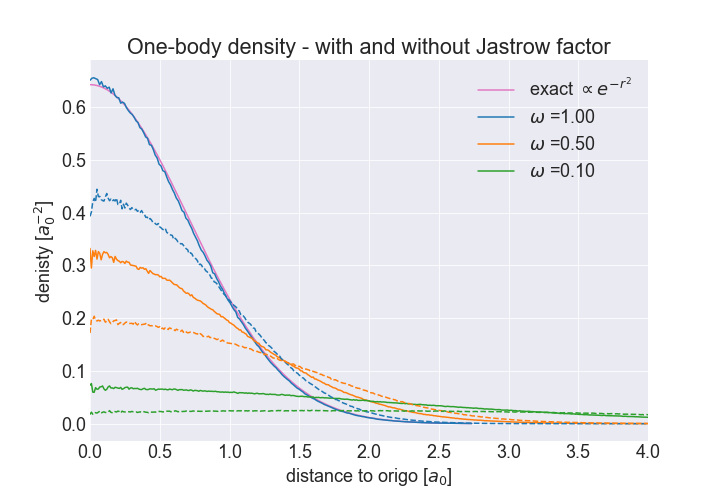 One-body density - with and without Jastrow factor
exact ∝ e^{-r^2}
ω =1.00
ω =0.50
ω =0.10
denisty [a_0^{-2}]
0.6
0.5
0.4
0.3
0.2
0.1
0.0
0.0 0.5 1.0 1.5 2.0 2.5 3.0 3.5 4.0
distance to origo [a_0]